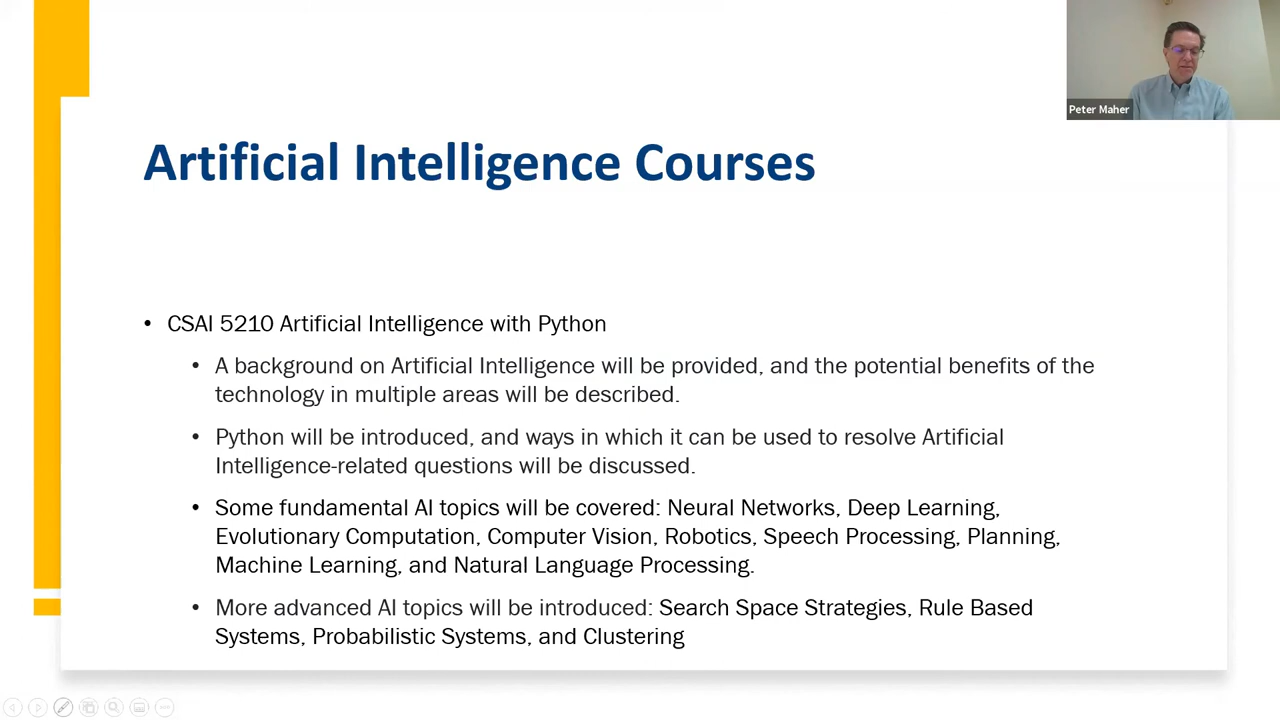 Peter Maher
Artificial Intelligence Courses
• CSAI 5210 Artificial Intelligence with Python
• A background on Artificial Intelligence will be provided, and the potential benefits of the
technology in multiple areas will be described.
• Python will be introduced, and ways in which it can be used to resolve Artificial
Intelligence-related questions will be discussed.
• Some fundamental AI topics will be covered: Neural Networks, Deep Learning,
Evolutionary Computation, Computer Vision, Robotics, Speech Processing, Planning,
Machine Learning, and Natural Language Processing.
• More advanced AI topics will be introduced: Search Space Strategies, Rule Based
Systems, Probabilistic Systems, and Clustering